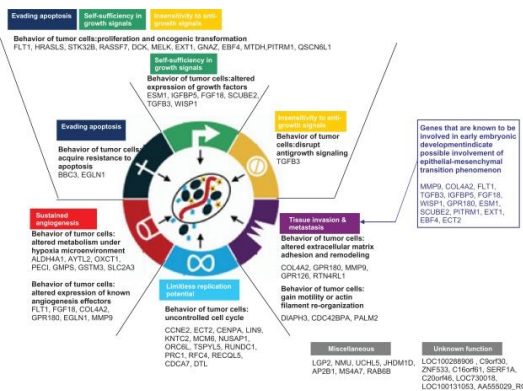 Evading apoptosis
Self-sufficiency in
growth signals
Insensitivity to anti-
growth signals
Behavior of tumor cells:proliferation and oncogenic transformation
FLT1, HRASLS, STK32B, RASSF7, DCK, MELK, EXT1, GNAZ, EBF4, MTDH,PITRM1, QSCN6L1
Self-sufficiency in
growth signals
Behavior of tumor cells:altered
expression of growth factors
ESM1, IGFBP5, FGF18, SCUBE2,
TGFB3, WISP1
Evading apoptosis
Behavior of tumor cells:
acquire resistance to
apoptosis
BBC3, EGLN1
Insensitivity to anti-
growth signals
Behavior of tumor
cells:disrupt
antigrowth signaling
TGFB3
Genes that are known to be
involved in early embryonic
developmentindicate
possible involvement of
epithelial-mesenchymal
transition phenomenon
MMP9, COL4A2, FLT1,
TGFB3, IGFBP5, FGF18,
WISP1, GPR180, ESM1,
SCUBE2, PITRM1, EXT1,
EBF4, ECT2
Sustained
angiogenesis
Behavior of tumor cells:
altered metabolism under
hypoxia microenvironment
ALDH4A1, AYTL2, OXCT1,
PECI, GMPS, GSTM3, SLC2A3
Behavior of tumor cells:
altered expression of known
angiogenesis effectors
FLT1, FGF18, COL4A2,
GPR180, EGLN1, MMP9
Limitless replication
potential
Behavior of tumor cells:
uncontrolled cell cycle
CCNE2, ECT2, CENPA, LIN9,
KNTC2, MCM6, NUSAP1,
ORC6L, TSPYL5, RUNDC1,
PRC1, RFC4, RECQL5,
CDCA7, DTL
Tissue invasion &
metastasis
Behavior of tumor cells:
altered extracellular matrix
adhesion and remodeling
COL4A2, GPR180, MMP9,
GPR126, RTN4RL1
Behavior of tumor cells:
gain motility or actin
filament re-organization
DIAPH3, CDC42BPA, PALM2
Miscellaneous
LGP2, NMU, UCHL5, JHDM1D,
AP2B1, MS4A7, RAB6B
Unknown function
LOC100288906 , C9orf30,
ZNF533, C16orf61, SERF1A,
C20orf46, LOC730018,
LOC100131053, AA555029_RC